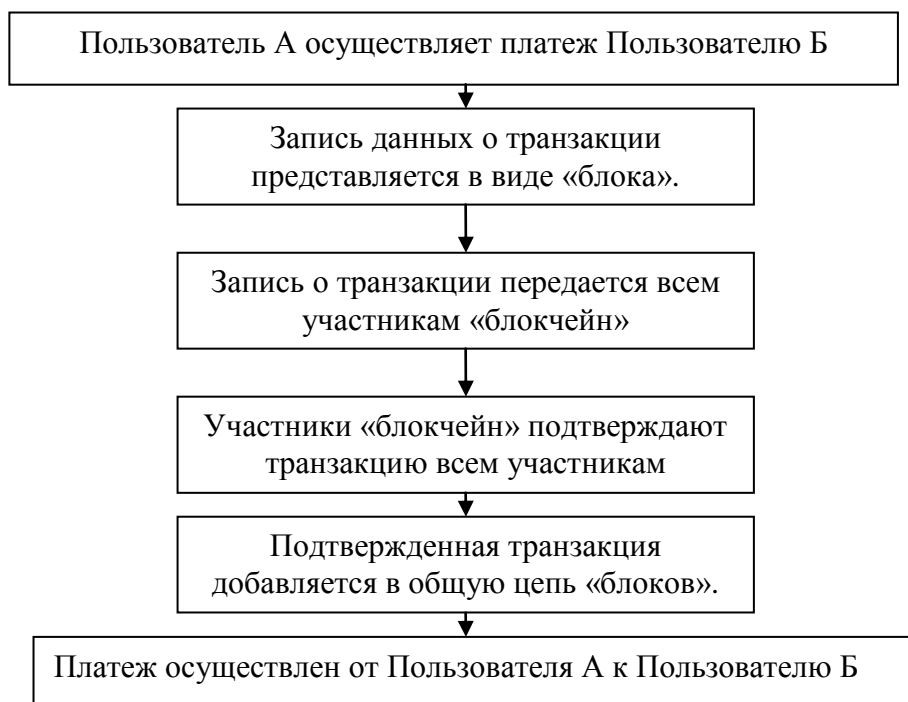 Пользователь А осуществляет платеж Пользователю Б
Запись данных о транзакции
представляется в виде «блока».
Запись о транзакции передается всем
участникам «блокчейн»
Участники «блокчейн» подтверждают
транзакцию всем участникам
Подтвержденная транзакция
добавляется в общую цепь «блоков».
Платеж осуществлен от Пользователя А к Пользователю Б